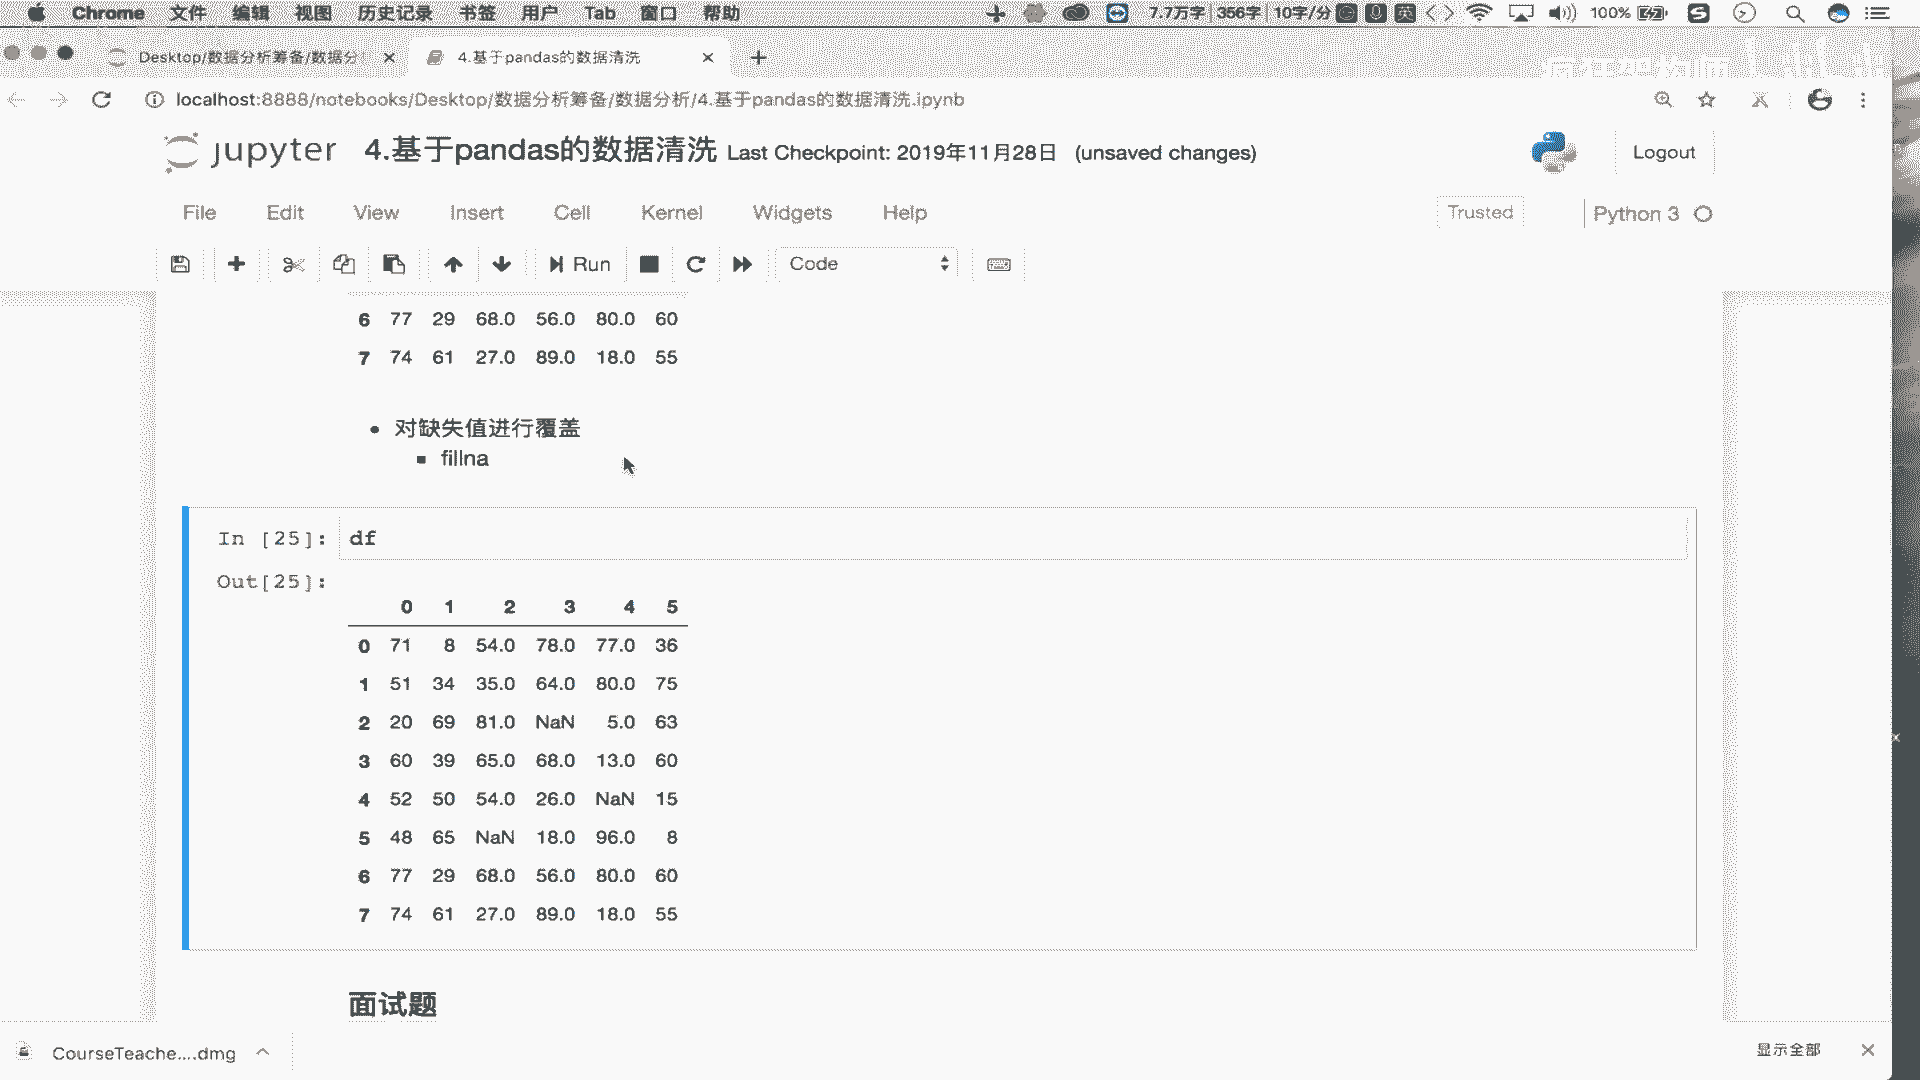 Chrome 文件 编辑 视图 历史记录 书签 用户 Tab 窗口 帮助 7.7万字 356字 10字/分 英 100%
Desktop/数据分析筹备/数据分 4.基于pandas的数据清洗
localhost:8888/notebooks/Desktop/数据分析筹备/数据分析/4.基于pandas的数据清洗.ipynb
jupyter 4.基于pandas的数据清洗 Last Checkpoint: 2019年11月28日 (unsaved changes) Logout
File Edit View Insert Cell Kernel Widgets Help Trusted Python 3
Run Code
6 77 29 68.0 56.0 80.0 60
7 74 61 27.0 89.0 18.0 55
• 对缺失值进行覆盖
▪ fillna
In [25]: df
Out[25]:
0 1 2 3 4 5
0 71 8 54.0 78.0 77.0 36
1 51 34 35.0 64.0 80.0 75
2 20 69 81.0 NaN 5.0 63
3 60 39 65.0 68.0 13.0 60
4 52 50 54.0 26.0 NaN 15
5 48 65 NaN 18.0 96.0 8
6 77 29 68.0 56.0 80.0 60
7 74 61 27.0 89.0 18.0 55
面试题
CourseTeache....dmg 显示全部